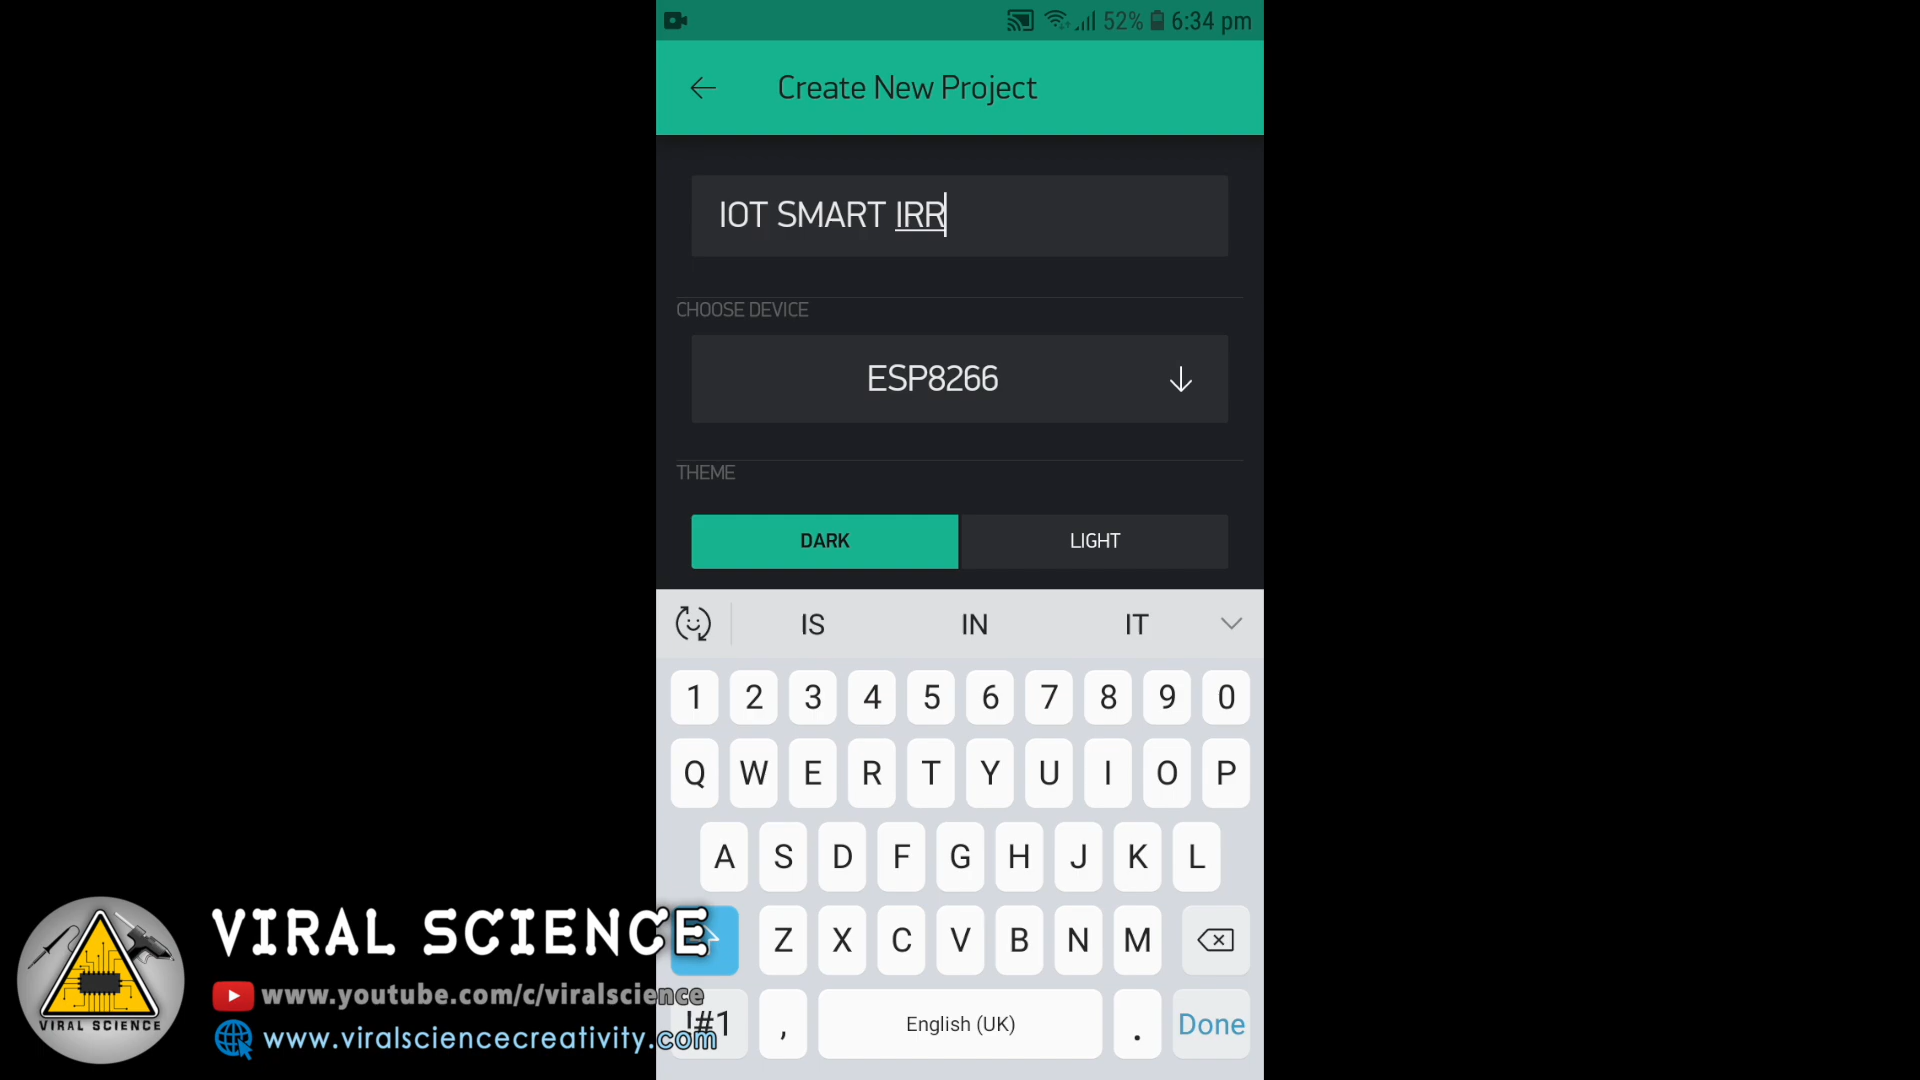 52% 6:34 pm
Create New Project
IOT SMART IRR
CHOOSE DEVICE
ESP8266
THEME
DARK LIGHT
IS IN IT
1 2 3 4 5 6 7 8 9 0
Q W E R T Y U I O P
A S D F G H J K L
Z X C V B N M
!#1 , English (UK) . Done
VIRAL SCIENCE
VIRAL SCIENCE
www.youtube.com/c/viralscience
www.viralsciencecreativity.com